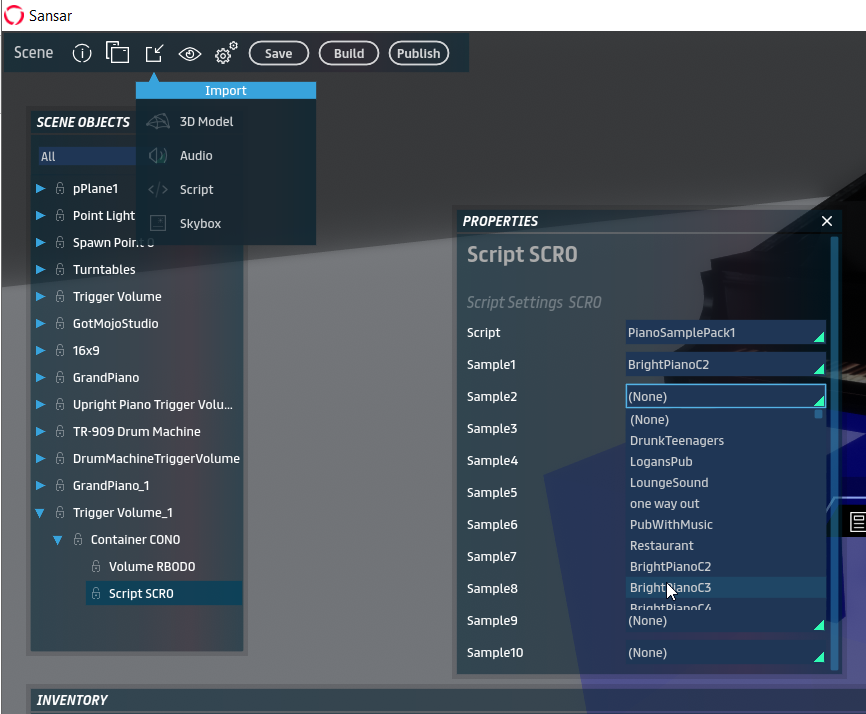 Sansar
Scene
Save
Build
Publish
Import
3D Model
Audio
Script
Skybox
SCENE OBJECTS
All
pPlane1
Point Light
Spawn Point 0
Turntables
Trigger Volume
GotMojoStudio
16x9
GrandPiano
Upright Piano Trigger Volu...
TR-909 Drum Machine
DrumMachineTriggerVolume
GrandPiano_1
Trigger Volume_1
Container CON0
Volume RBOD0
Script SCR0
PROPERTIES
Script SCR0
Script Settings SCR0
Script PianoSamplePack1
Sample1 BrightPianoC2
Sample2 (None)
Sample3
Sample4
Sample5
Sample6
Sample7
Sample8
(None)
DrunkTeenagers
LogansPub
LoungeSound
one way out
PubWithMusic
Restaurant
BrightPianoC2
BrightPianoC3
BrightPianoC4
Sample9 (None)
Sample10 (None)
INVENTORY